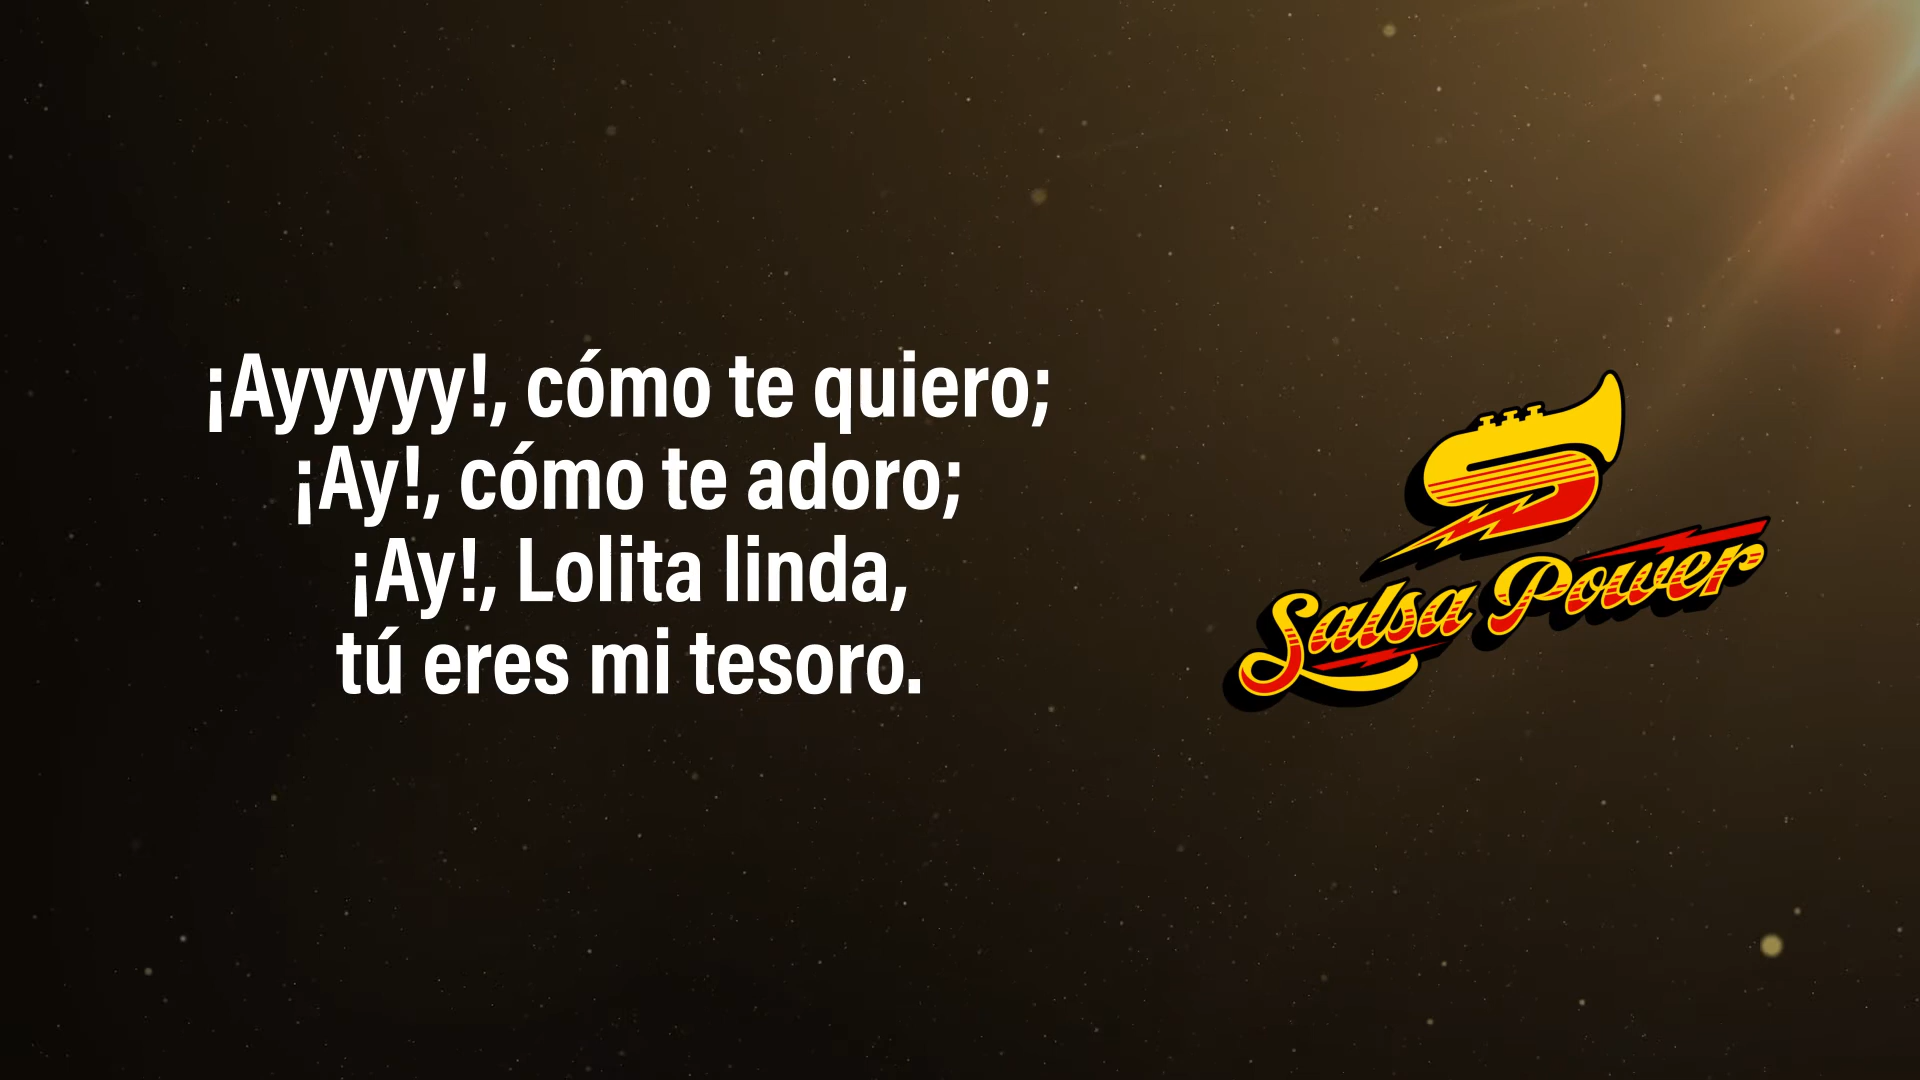 ¡Ayyyyy!, cómo te quiero;
¡Ay!, cómo te adoro;
¡Ay!, Lolita linda,
tú eres mi tesoro.
Salsa Power